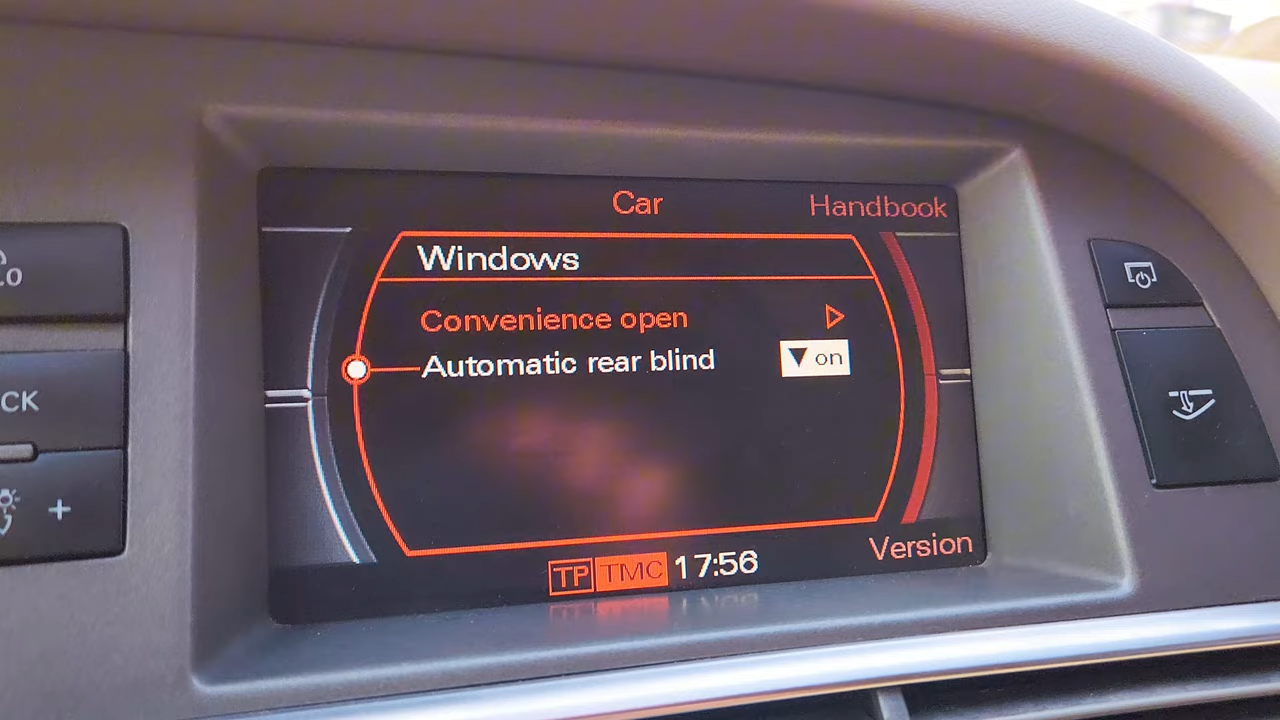 Car
Handbook
Windows
Convenience open
Automatic rear blind
on
TP TMC 17:56
Version
CK
+